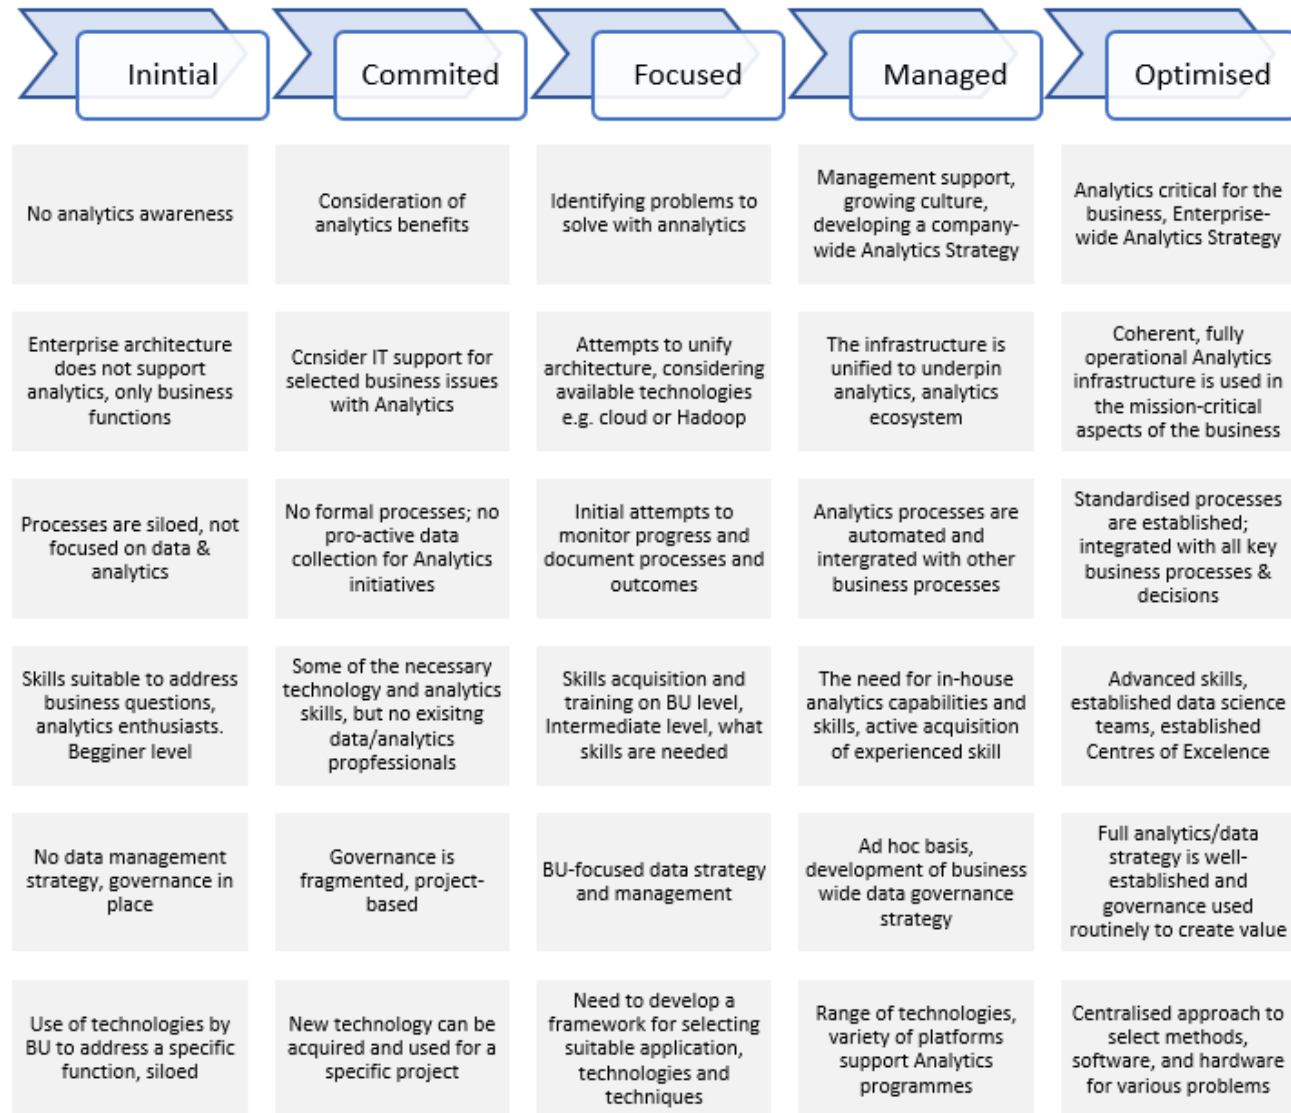 Inintial
Commited
Focused
Managed
Optimised
No analytics awareness
Consideration of
analytics benefits
Identifying problems to
solve with annalytics
Management support,
growing culture,
developing a company-
wide Analytics Strategy
Analytics critical for the
business, Enterprise-
wide Analytics Strategy
Enterprise architecture
does not support
analytics, only business
functions
Ccnsider IT support for
selected business issues
with Analytics
Attempts to unify
architecture, considering
available technologies
e.g. cloud or Hadoop
The infrastructure is
unified to underpin
analytics, analytics
ecosystem
Coherent, fully
operational Analytics
infrastructure is used in
the mission-critical
aspects of the business
Processes are siloed, not
focused on data &
analytics
No formal processes; no
pro-active data
collection for Analytics
initiatives
Initial attempts to
monitor progress and
document processes and
outcomes
Analytics processes are
automated and
intergrated with other
business processes
Standardised processes
are established;
integrated with all key
business processes &
decisions
Skills suitable to address
business questions,
analytics enthusiasts.
Begginer level
Some of the necessary
technology and analytics
skills, but no exisitng
data/analytics
propfessionals
Skills acquisition and
training on BU level,
Intermediate level, what
skills are needed
The need for in-house
analytics capabilities and
skills, active acquisition
of experienced skill
Advanced skills,
established data science
teams, established
Centres of Excelence
No data management
strategy, governance in
place
Governance is
fragmented, project-
based
BU-focused data strategy
and management
Ad hoc basis,
development of business
wide data governance
strategy
Full analytics/data
strategy is well-
established and
governance used
routinely to create value
Use of technologies by
BU to address a specific
function, siloed
New technology can be
acquired and used for a
specific project
Need to develop a
framework for selecting
suitable application,
technologies and
techniques
Range of technologies,
variety of platforms
support Analytics
programmes
Centralised approach to
select methods,
software, and hardware
for various problems